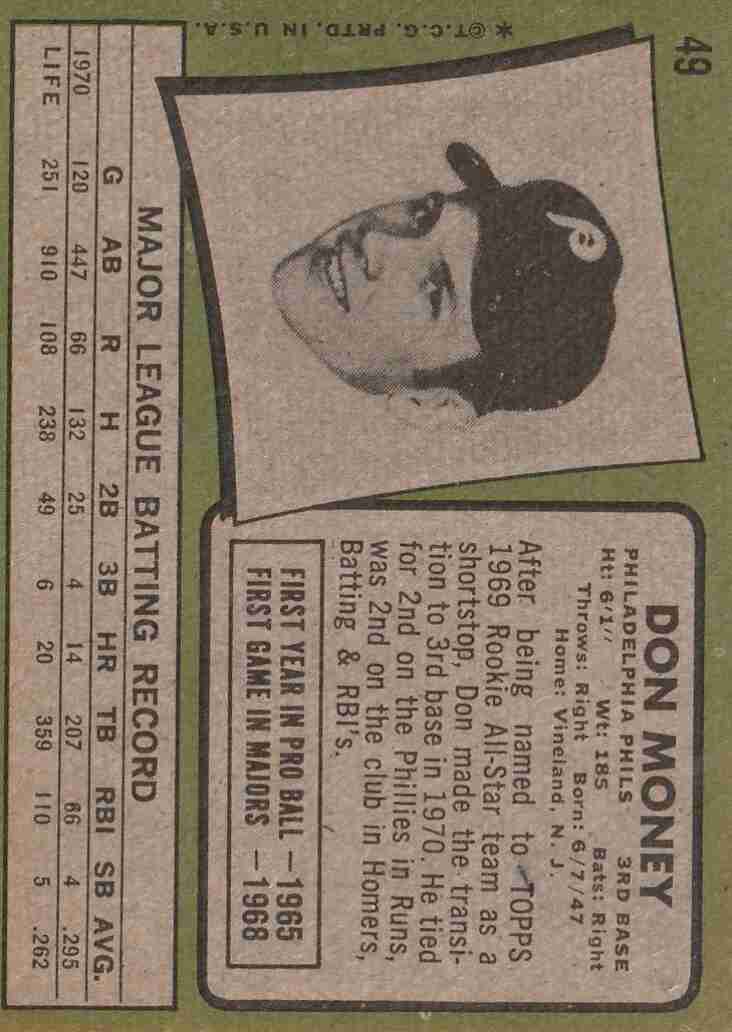 49
*©T.C.G. PRTD. IN U.S.A.
P
DON MONEY
PHILADELPHIA PHILS 3RD BASE
Ht: 6'1" Wt: 185 Bats: Right
Throws: Right Born: 6/7/47
Home: Vineland, N. J.
After being named to TOPPS
1969 Rookie All-Star team as a
shortstop, Don made the transi-
tion to 3rd base in 1970. He tied
for 2nd on the Phillies in Runs,
was 2nd on the club in Homers,
Batting & RBI's.
FIRST YEAR IN PRO BALL — 1965
FIRST GAME IN MAJORS — 1968
MAJOR LEAGUE BATTING RECORD
G AB R H 2B 3B HR TB RBI SB AVG.
1970 120 447 66 132 25 4 14 207 66 4 .295
LIFE 251 910 108 238 49 6 20 359 110 5 .262